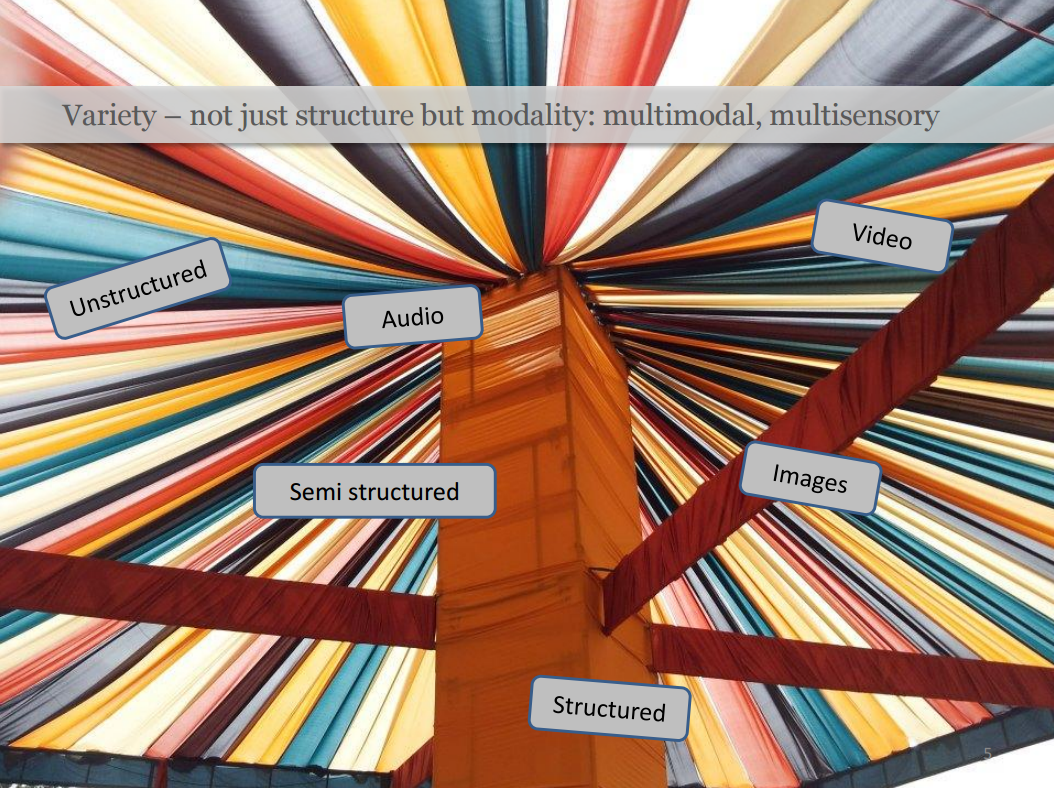 Variety – not just structure but modality: multimodal, multisensory
Video
Unstructured
Audio
Images
Semi structured
Structured
5